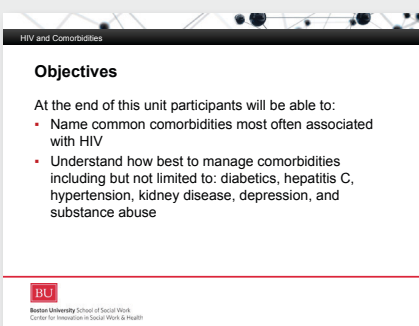 HIV and Comorbidities
Objectives
At the end of this unit participants will be able to:
▪ Name common comorbidities most often associated
with HIV
▪ Understand how best to manage comorbidities
including but not limited to: diabetics, hepatitis C,
hypertension, kidney disease, depression, and
substance abuse
BU
Boston University School of Social Work
Center for Innovation in Social Work & Health